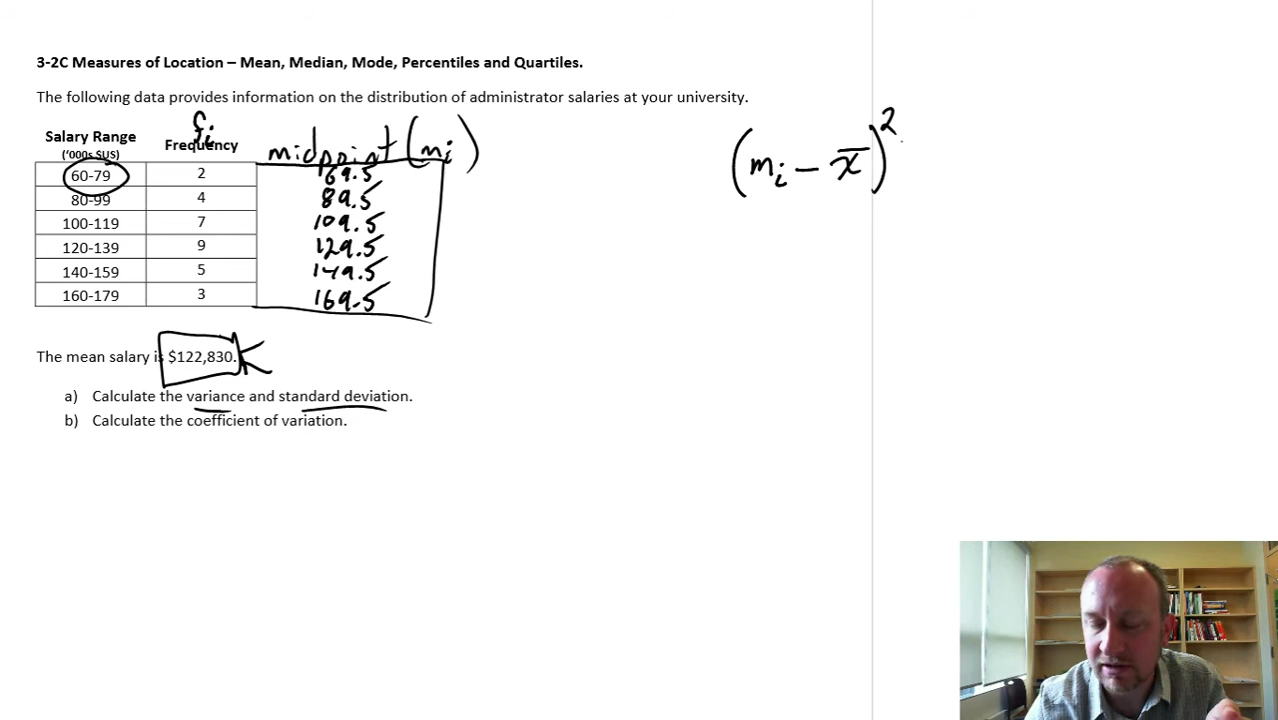 3-2C Measures of Location – Mean, Median, Mode, Percentiles and Quartiles.
The following data provides information on the distribution of administrator salaries at your university.
Salary Range Frequency fi midpoint (mi) (mi - x̄)²
('000s $US)
60-79 2 69.5
80-99 4 89.5
100-119 7 109.5
120-139 9 129.5
140-159 5 149.5
160-179 3 169.5
The mean salary is $122,830. K
a) Calculate the variance and standard deviation.
b) Calculate the coefficient of variation.